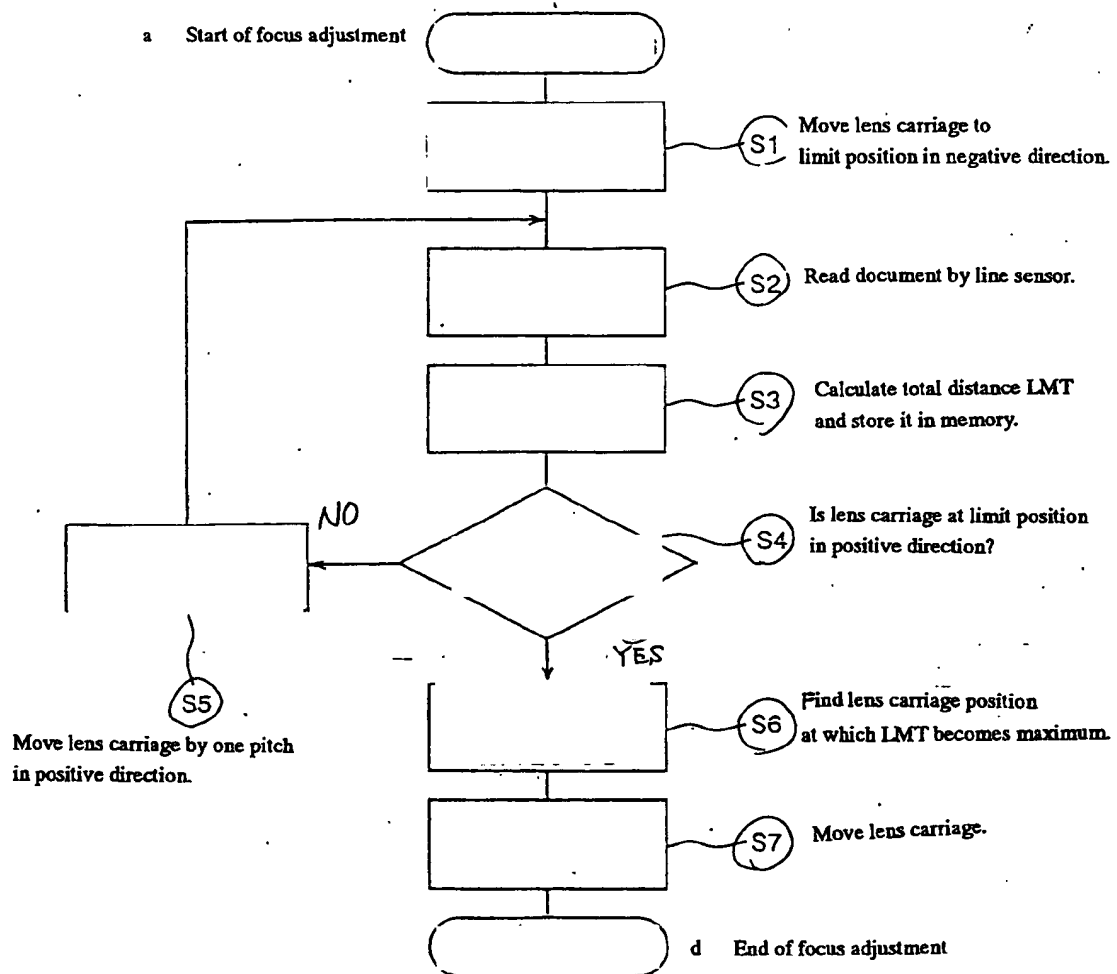 a Start of focus adjustment
S1 Move lens carriage to
limit position in negative direction.
S2 Read document by line sensor.
S3 Calculate total distance LMT
and store it in memory.
NO
S4 Is lens carriage at limit position
in positive direction?
YES
S5
Move lens carriage by one pitch
in positive direction.
S6 Find lens carriage position
at which LMT becomes maximum.
S7 Move lens carriage.
d End of focus adjustment